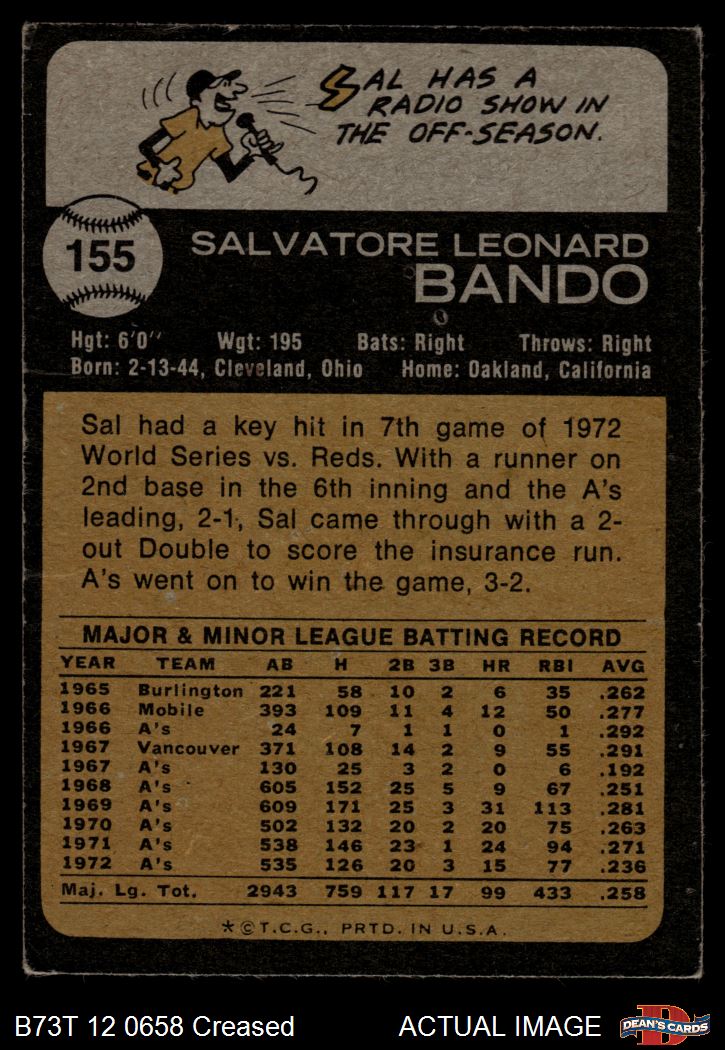 SAL HAS A
RADIO SHOW IN
THE OFF-SEASON.
155
SALVATORE LEONARD
BANDO
Hgt: 6'0" Wgt: 195 Bats: Right Throws: Right
Born: 2-13-44, Cleveland, Ohio Home: Oakland, California
Sal had a key hit in 7th game of 1972
World Series vs. Reds. With a runner on
2nd base in the 6th inning and the A's
leading, 2-1, Sal came through with a 2-
out Double to score the insurance run.
A's went on to win the game, 3-2.
MAJOR & MINOR LEAGUE BATTING RECORD
YEAR TEAM AB H 2B 3B HR RBI AVG
1965 Burlington 221 58 10 2 6 35 .262
1966 Mobile 393 109 11 4 12 50 .277
1966 A's 24 7 1 1 0 1 .292
1967 Vancouver 371 108 14 2 9 55 .291
1967 A's 130 25 3 2 0 6 .192
1968 A's 605 152 25 5 9 67 .251
1969 A's 609 171 25 3 31 113 .281
1970 A's 502 132 20 2 20 75 .263
1971 A's 538 146 23 1 24 94 .271
1972 A's 535 126 20 3 15 77 .236
Maj. Lg. Tot. 2943 759 117 17 99 433 .258
*©T.C.G., PRTD. IN U.S.A.
B73T 12 0658 Creased ACTUAL IMAGE
D
DEAN'S CARDS